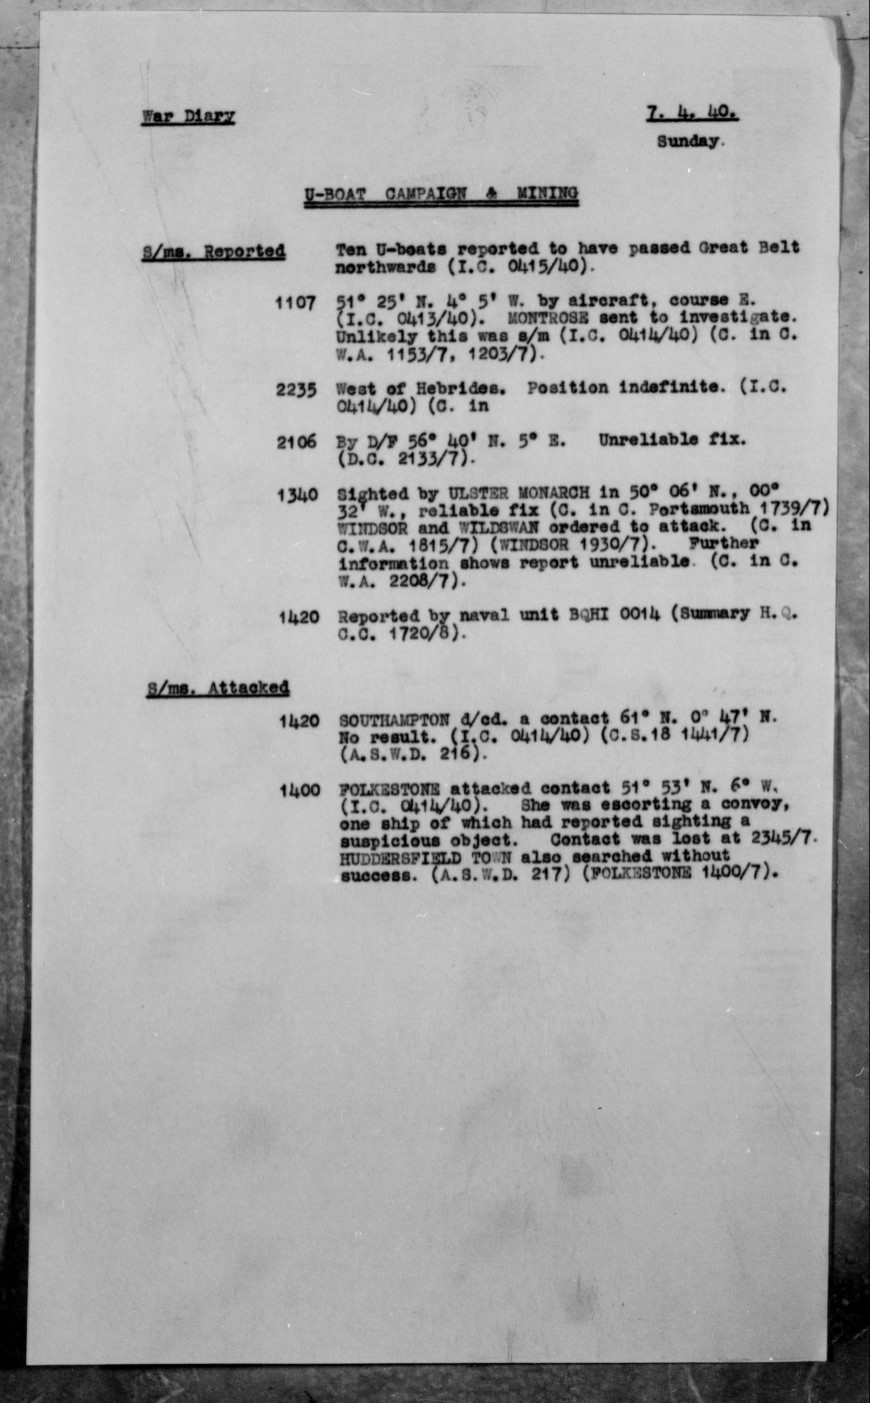 War Diary
7. 4. 40.
Sunday.
U-BOAT CAMPAIGN & MINING
S/ms. Reported
Ten U-boats reported to have passed Great Belt
northwards (I.C. 0415/40).
1107 51° 25' N. 4° 5' W. by aircraft, course E.
(I.C. 0413/40). MONTROSE sent to investigate.
Unlikely this was s/m (I.C. 0414/40) (C. in C.
W.A. 1153/7, 1203/7).
2235 West of Hebrides. Position indefinite. (I.C.
0414/40) (C. in
2106 By D/F 56° 40' N. 5° E. Unreliable fix.
(D.C. 2133/7).
1340 Sighted by ULSTER MONARCH in 50° 06' N., 00°
32' W., reliable fix (C. in C. Portsmouth 1739/7)
WINDSOR and WILDSWAN ordered to attack. (C. in
C.W.A. 1815/7) (WINDSOR 1930/7). Further
information shows report unreliable. (C. in C.
W.A. 2208/7).
1420 Reported by naval unit BQHI 0014 (Summary H.Q.
C.C. 1720/8).
S/ms. Attacked
1420 SOUTHAMPTON d/cd. a contact 61° N. 0° 47' N.
No result. (I.C. 0414/40) (C.S.18 1441/7)
(A.S.W.D. 216).
1400 FOLKESTONE attacked contact 51° 53' N. 6° W.
(I.C. 0414/40). She was escorting a convoy,
one ship of which had reported sighting a
suspicious object. Contact was lost at 2345/7.
HUDDERSFIELD TOWN also searched without
success. (A.S.W.D. 217) (FOLKESTONE 1400/7).